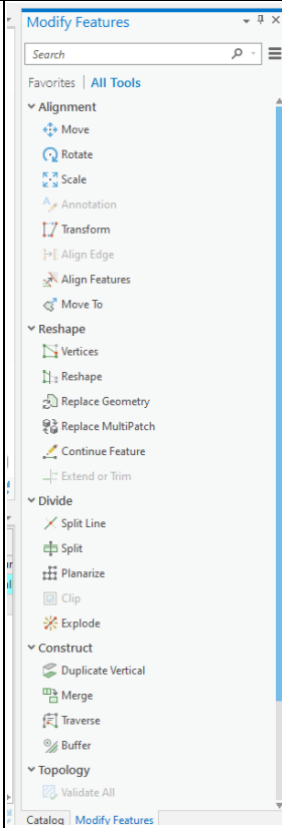 Modify Features
Search
Favorites | All Tools
Alignment
Move
Rotate
Scale
Annotation
Transform
Align Edge
Align Features
Move To
Reshape
Vertices
Reshape
Replace Geometry
Replace MultiPatch
Continue Feature
Extend or Trim
Divide
Split Line
Split
Planarize
Clip
Explode
Construct
Duplicate Vertical
Merge
Traverse
Buffer
Topology
Validate All
Catalog Modify Features